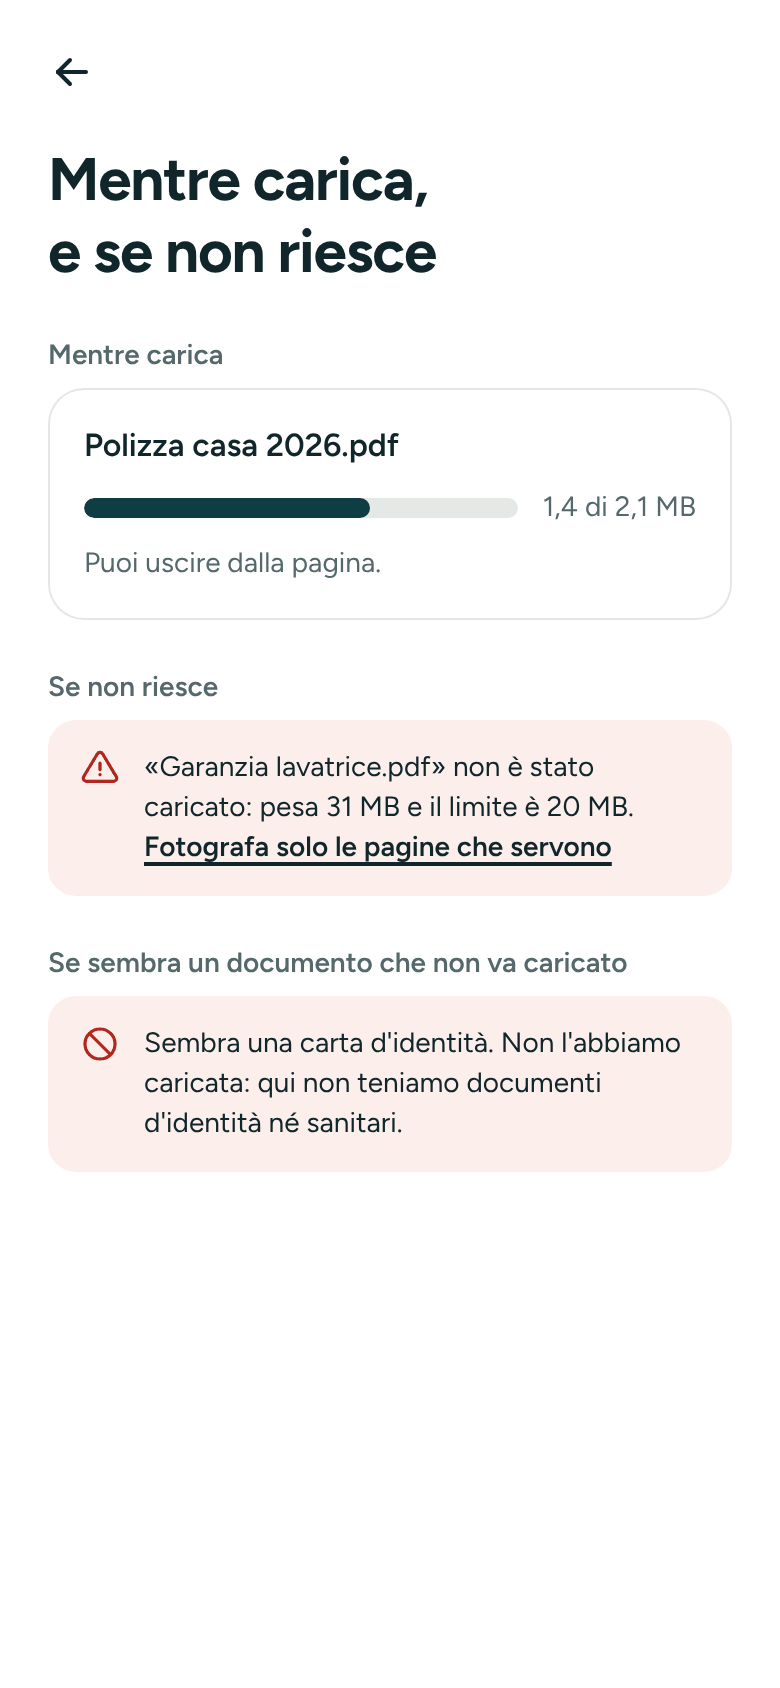 Mentre carica,
e se non riesce
Mentre carica
Polizza casa 2026.pdf
1,4 di 2,1 MB
Puoi uscire dalla pagina.
Se non riesce
«Garanzia lavatrice.pdf» non è stato
caricato: pesa 31 MB e il limite è 20 MB.
Fotografa solo le pagine che servono
Se sembra un documento che non va caricato
Sembra una carta d'identità. Non l'abbiamo
caricata: qui non teniamo documenti
d'identità né sanitari.